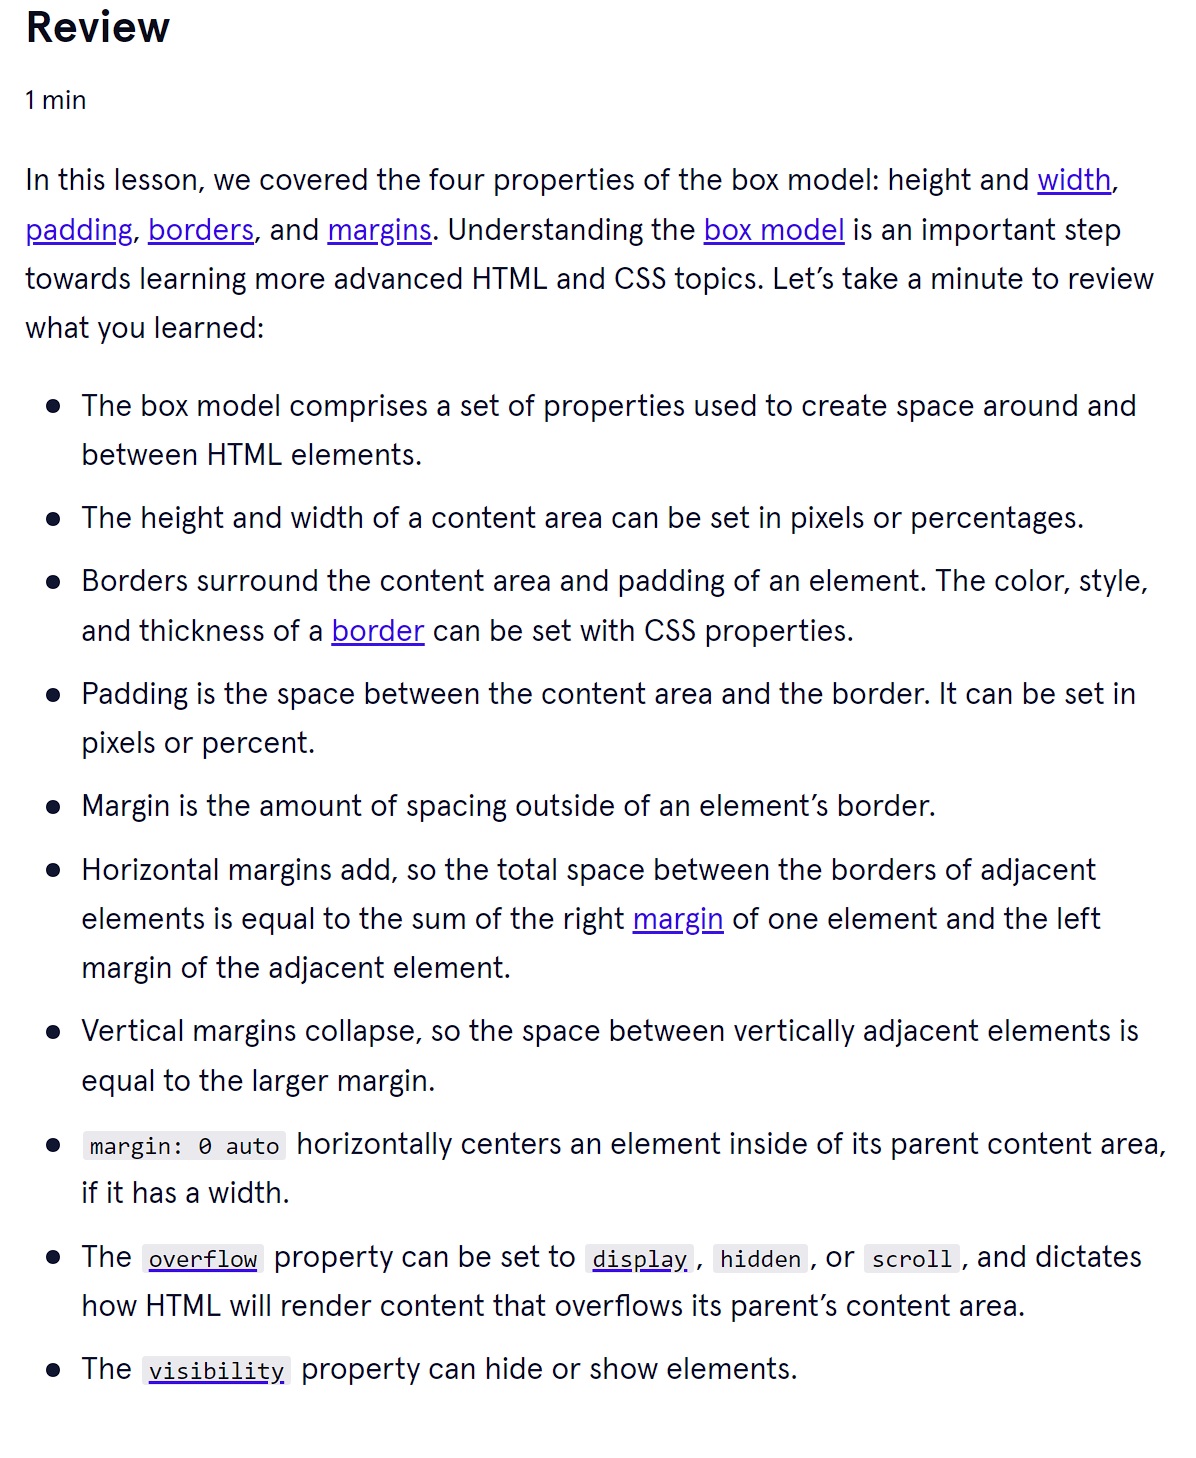 Review
1 min
In this lesson, we covered the four properties of the box model: height and width,
padding, borders, and margins. Understanding the box model is an important step
towards learning more advanced HTML and CSS topics. Let’s take a minute to review
what you learned:
The box model comprises a set of properties used to create space around and
between HTML elements.
The height and width of a content area can be set in pixels or percentages.
Borders surround the content area and padding of an element. The color, style,
and thickness of a border can be set with CSS properties.
Padding is the space between the content area and the border. It can be set in
pixels or percent.
Margin is the amount of spacing outside of an element’s border.
Horizontal margins add, so the total space between the borders of adjacent
elements is equal to the sum of the right margin of one element and the left
margin of the adjacent element.
Vertical margins collapse, so the space between vertically adjacent elements is
equal to the larger margin.
margin: 0 auto horizontally centers an element inside of its parent content area,
if it has a width.
The overflow property can be set to display, hidden, or scroll, and dictates
how HTML will render content that overflows its parent’s content area.
The visibility property can hide or show elements.